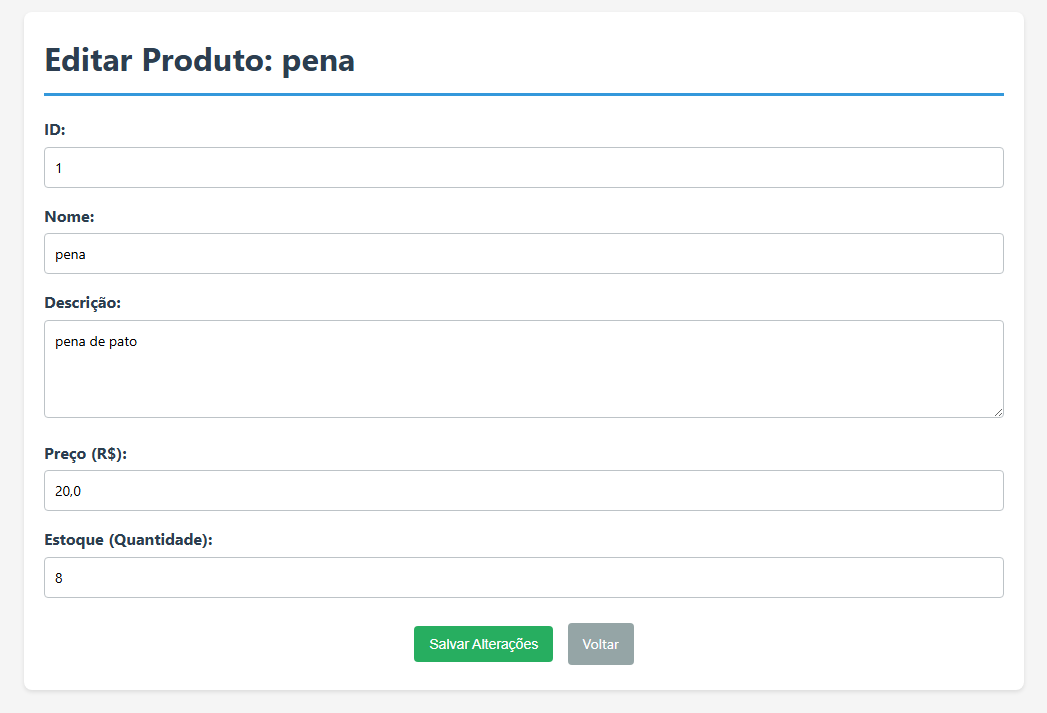 Editar Produto: pena
ID:
1
Nome:
pena
Descrição:
pena de pato
Preço (R$):
20,0
Estoque (Quantidade):
8
Salvar Alterações
Voltar